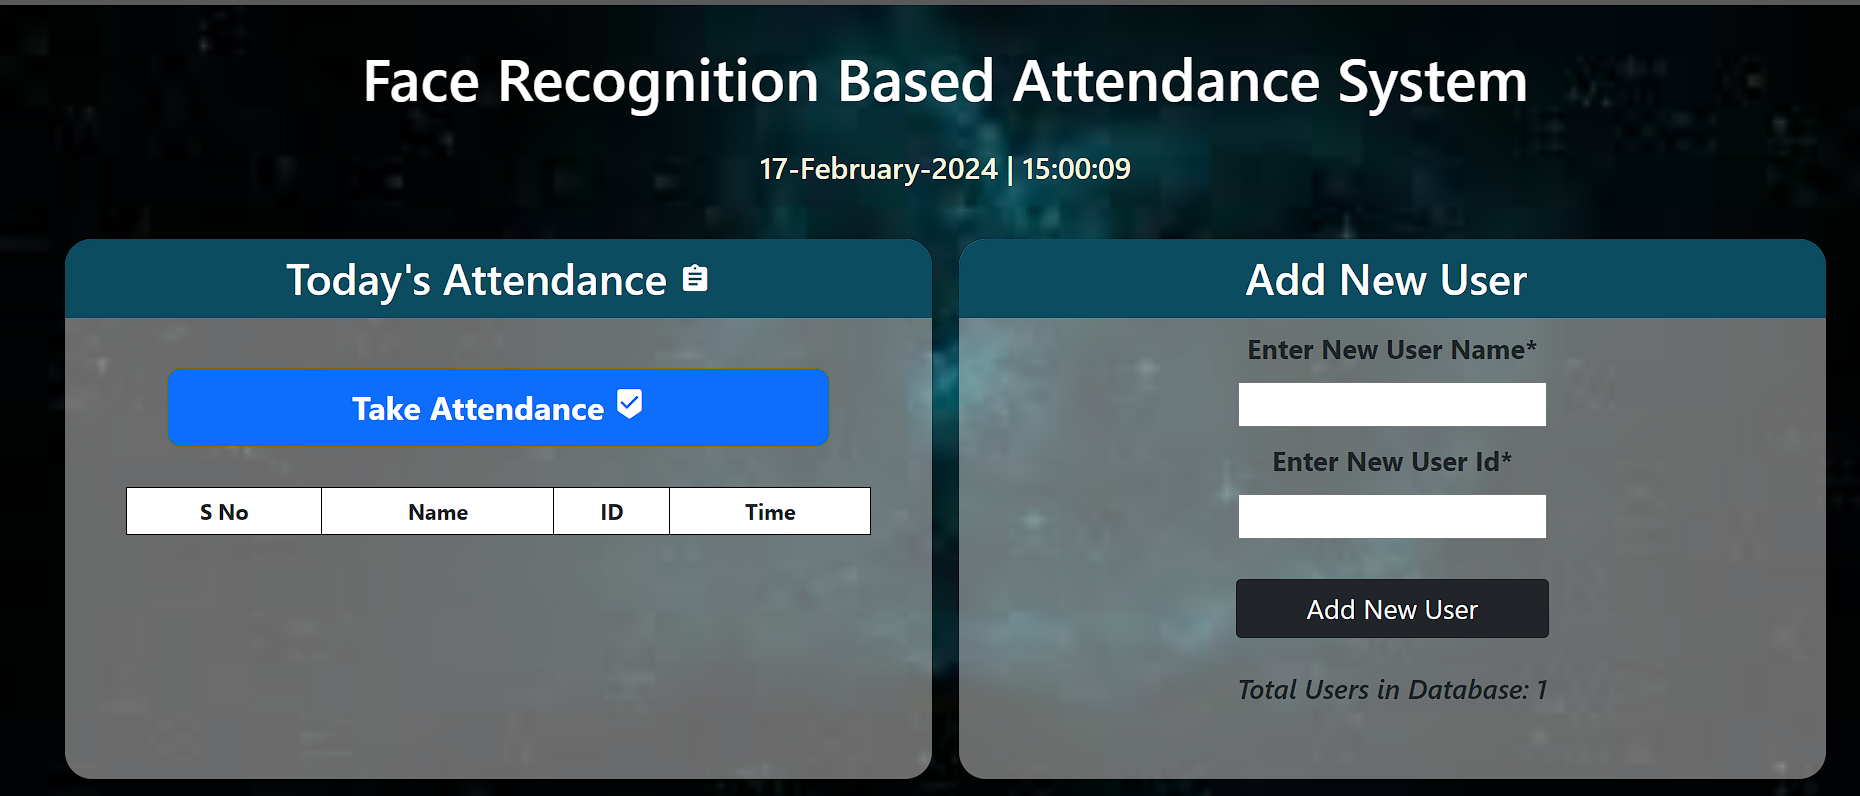 Face Recognition Based Attendance System
17-February-2024 | 15:00:09
Today's Attendance
Take Attendance
S No Name ID Time
Add New User
Enter New User Name*
Enter New User Id*
Add New User
Total Users in Database: 1